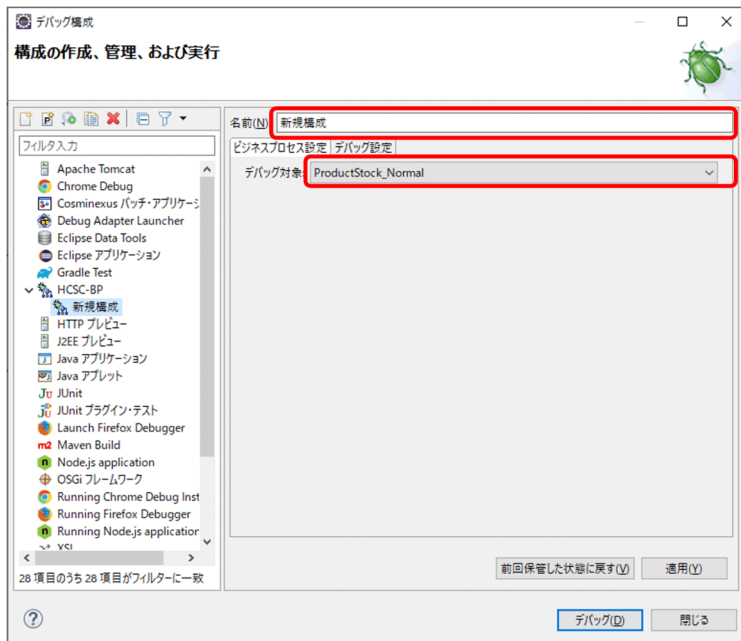 デバッグ構成
構成の作成、管理、および実行
フィルタ入力
Apache Tomcat
Chrome Debug
Cosminexus バッチ・アプリケーシ
Debug Adapter Launcher
Eclipse Data Tools
Eclipse アプリケーション
Gradle Test
HCSC-BP
新規構成
HTTP プレビュー
J2EE プレビュー
Java アプリケーション
Java アプレット
JUnit
JUnit プラグイン・テスト
Launch Firefox Debugger
m2 Maven Build
Node.js application
OSGi フレームワーク
Running Chrome Debug Inst
Running Firefox Debugger
Running Node.js application
XSL
28 項目のうち 28 項目がフィルターに一致
名前(N) 新規構成
ビジネスプロセス設定 デバッグ設定
デバッグ対象: ProductStock_Normal
前回保管した状態に戻す(V) 適用(Y)
デバッグ(D) 閉じる